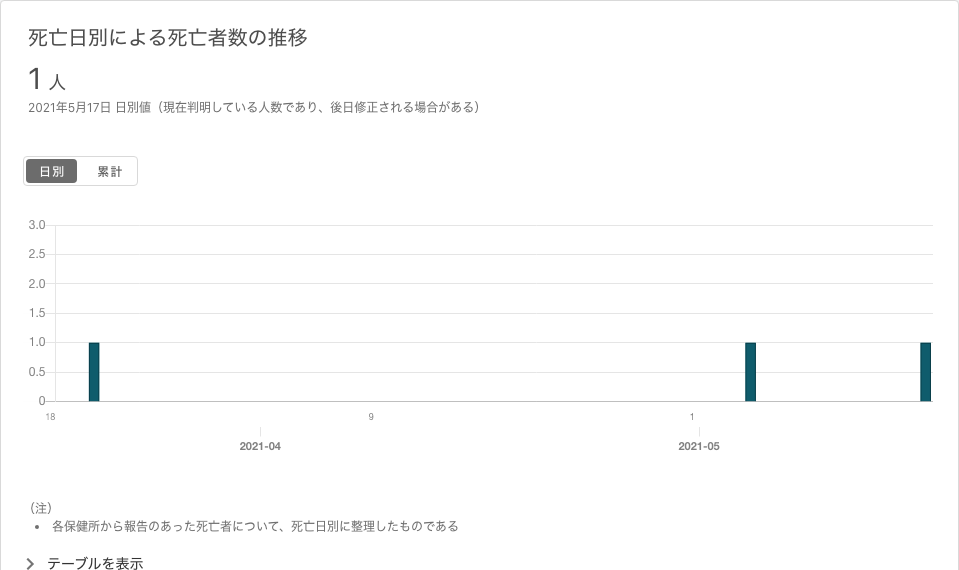 死亡日別による死亡者数の推移
1 人
2021年5月17日 日別値（現在判明している人数であり、後日修正される場合がある）
日別 累計
3.0
2.5
2.0
1.5
1.0
0.5
0
18 9 1
2021-04 2021-05
（注）
• 各保健所から報告のあった死亡者について、死亡日別に整理したものである
テーブルを表示